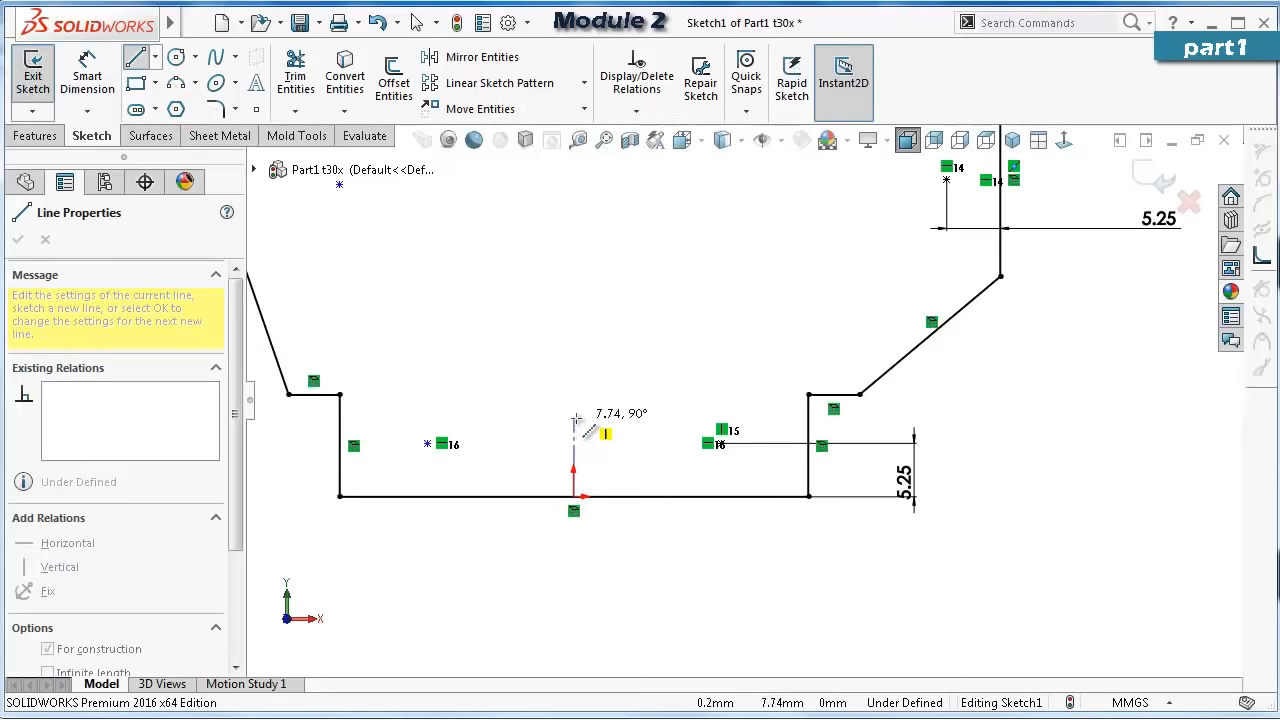 SOLIDWORKS
Module 2
Sketch1 of Part1 t30x *
Search Commands
?
part1
Exit Sketch
Smart Dimension
Trim Entities
Convert Entities
Offset Entities
Mirror Entities
Linear Sketch Pattern
Move Entities
Display/Delete Relations
Repair Sketch
Quick Snaps
Rapid Sketch
Instant2D
Features
Sketch
Surfaces
Sheet Metal
Mold Tools
Evaluate
Part1 t30x (Default<<Def...
Line Properties
?
Message
Edit the settings of the current line,
sketch a new line, or select OK to
change the settings for the next new
line.
Existing Relations
Under Defined
Add Relations
Horizontal
Vertical
Fix
Options
For construction
Infinite length
14
14
5.25
7.74, 90°
16
15
16
5.25
Y
X
Model
3D Views
Motion Study 1
SOLIDWORKS Premium 2016 x64 Edition
0.2mm
7.74mm
0mm
Under Defined
Editing Sketch1
MMGS